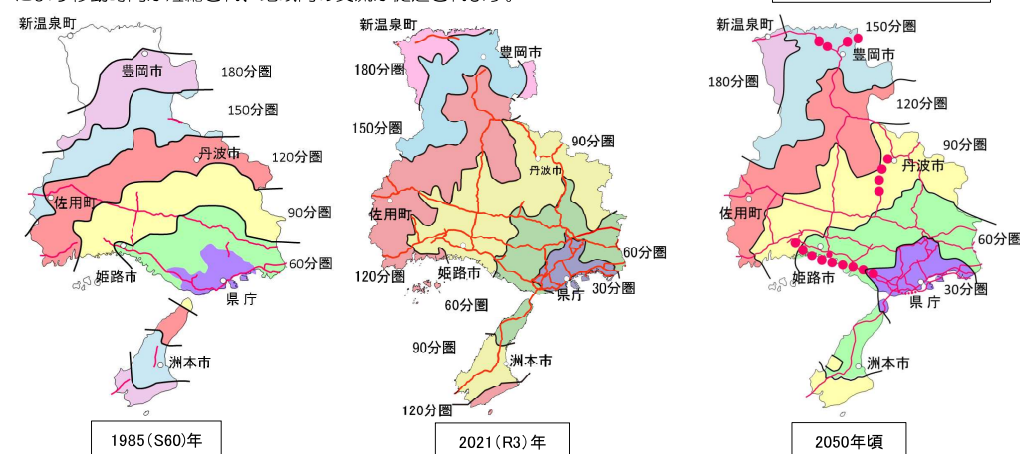 新温泉町
豊岡市
180分圏
150分圏
丹波市
120分圏
佐用町
90分圏
姫路市
60分圏
県庁
洲本市
1985(S60)年
新温泉町
豊岡市
180分圏
150分圏
90分圏
丹波市
佐用町
120分圏
姫路市
60分圏
30分圏
県庁
60分圏
90分圏
洲本市
120分圏
2021(R3)年
新温泉町
150分圏
豊岡市
180分圏
120分圏
90分圏
丹波市
佐用町
60分圏
姫路市
30分圏
県庁
洲本市
2050年頃